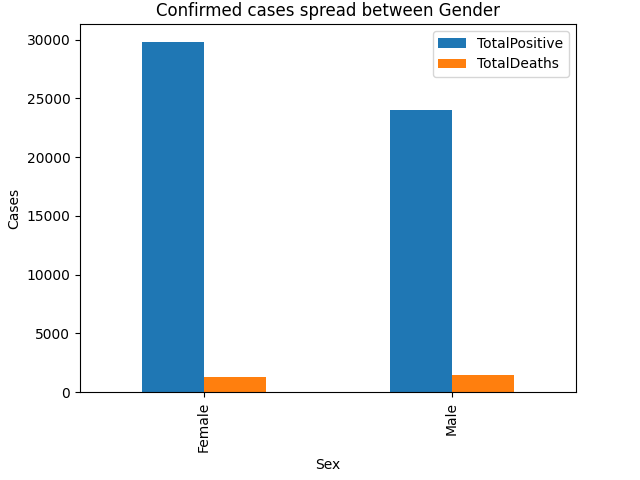 Confirmed cases spread between Gender
TotalPositive
TotalDeaths
30000
25000
20000
15000
10000
5000
0
Cases
Female
Male
Sex